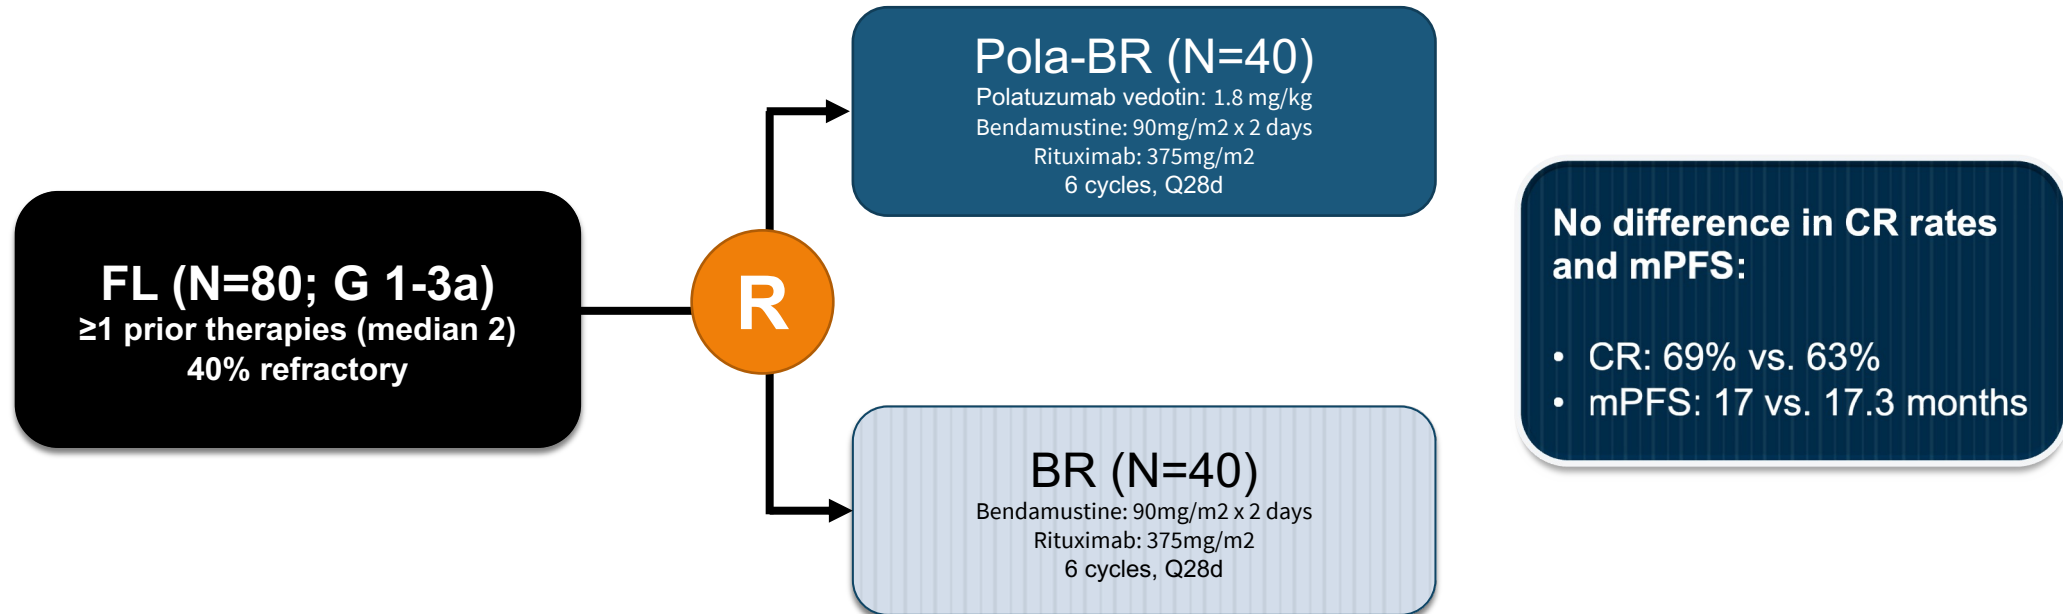 FL (N=80; G 1-3a)
≥1 prior therapies (median 2)
40% refractory
R
Pola-BR (N=40)
Polatuzumab vedotin: 1.8 mg/kg
Bendamustine: 90mg/m2 x 2 days
Rituximab: 375mg/m2
6 cycles, Q28d
BR (N=40)
Bendamustine: 90mg/m2 x 2 days
Rituximab: 375mg/m2
6 cycles, Q28d
No difference in CR rates
and mPFS:
• CR: 69% vs. 63%
• mPFS: 17 vs. 17.3 months